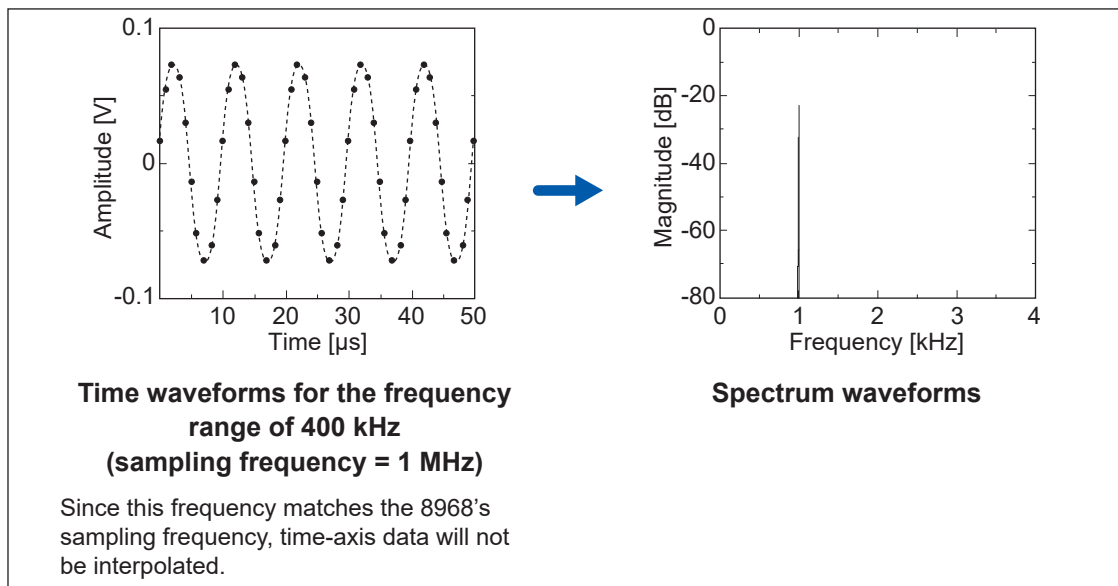 0.1
0
-0.1
Amplitude [V]
10 20 30 40 50
Time [µs]
0
-20
-40
-60
-80
Magnitude [dB]
0 1 2 3 4
Frequency [kHz]
Time waveforms for the frequency
range of 400 kHz
(sampling frequency = 1 MHz)
Since this frequency matches the 8968’s
sampling frequency, time-axis data will not
be interpolated.
Spectrum waveforms